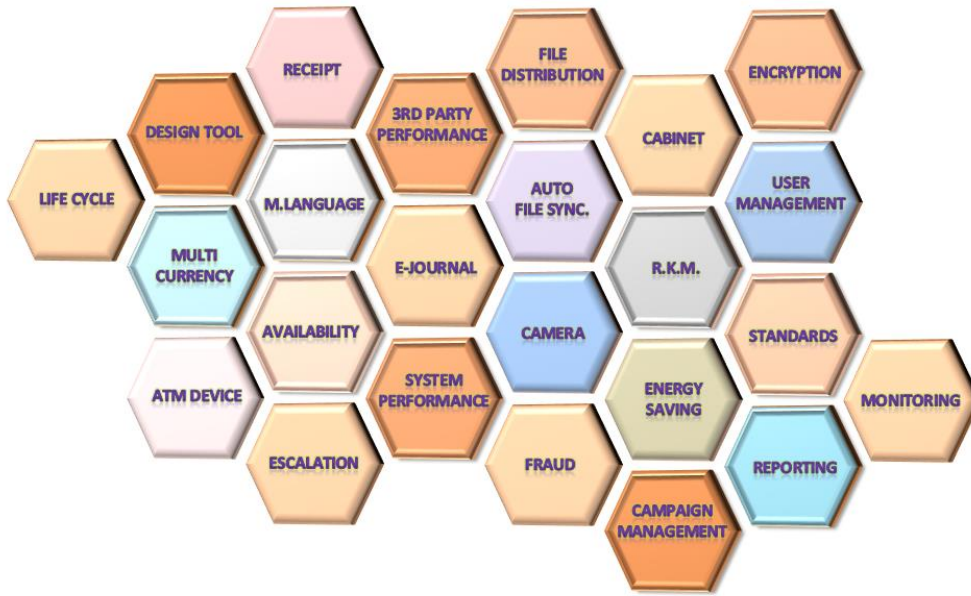 RECEIPT
FILE
DISTRIBUTION
ENCRYPTION
DESIGN TOOL
3RD PARTY
PERFORMANCE
CABINET
LIFE CYCLE
M.LANGUAGE
AUTO
FILE SYNC.
USER
MANAGEMENT
MULTI
CURRENCY
E-JOURNAL
R.K.M.
AVAILABILITY
CAMERA
STANDARDS
ATM DEVICE
SYSTEM
PERFORMANCE
ENERGY
SAVING
MONITORING
ESCALATION
FRAUD
REPORTING
CAMPAIGN
MANAGEMENT